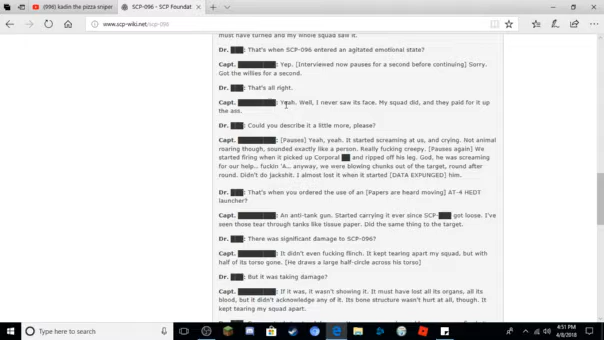 (996) kadin the pizza sniper
SCP-096 - SCP Foundat
www.scp-wiki.net/scp-096
must have turned and my whole squad saw it.
Dr. ███: That's when SCP-096 entered an agitated emotional state?
Capt. ████████: Yep. [Interviewed now pauses for a second before continuing] Sorry.
Got the willies for a second.
Dr. ███: That's all right.
Capt. ████████: Yeah. Well, I never saw its face. My squad did, and they paid for it up
the ass.
Dr. ███: Could you describe it a little more, please?
Capt. ████████: [Pauses] Yeah, yeah. It started screaming at us, and crying. Not animal
roaring though, sounded exactly like a person. Really fucking creepy. [Pauses again] We
started firing when it picked up Corporal ██ and ripped off his leg. God, he was screaming
for our help.. fuckin 'A.. anyway, we were blowing chunks out of the target, round after
round. Didn't do jackshit. I almost lost it when it started [DATA EXPUNGED] him.
Dr. ███: That's when you ordered the use of an [Papers are heard moving] AT-4 HEDT
launcher?
Capt. ████████: An anti-tank gun. Started carrying it ever since SCP-███ got loose. I've
seen those tear through tanks like tissue paper. Did the same thing to the target.
Dr. ███: There was significant damage to SCP-096?
Capt. ████████: It didn't even fucking flinch. It kept tearing apart my squad, but with
half of its torso gone. [He draws a large half-circle across his torso]
Dr. ███: But it was taking damage?
Capt. ████████: If it was, it wasn't showing it. It must have lost all its organs, all its
blood, but it didn't acknowledge any of it. Its bone structure wasn't hurt at all, though. It
kept tearing my squad apart.
Type here to search
4:51 PM
4/8/2018